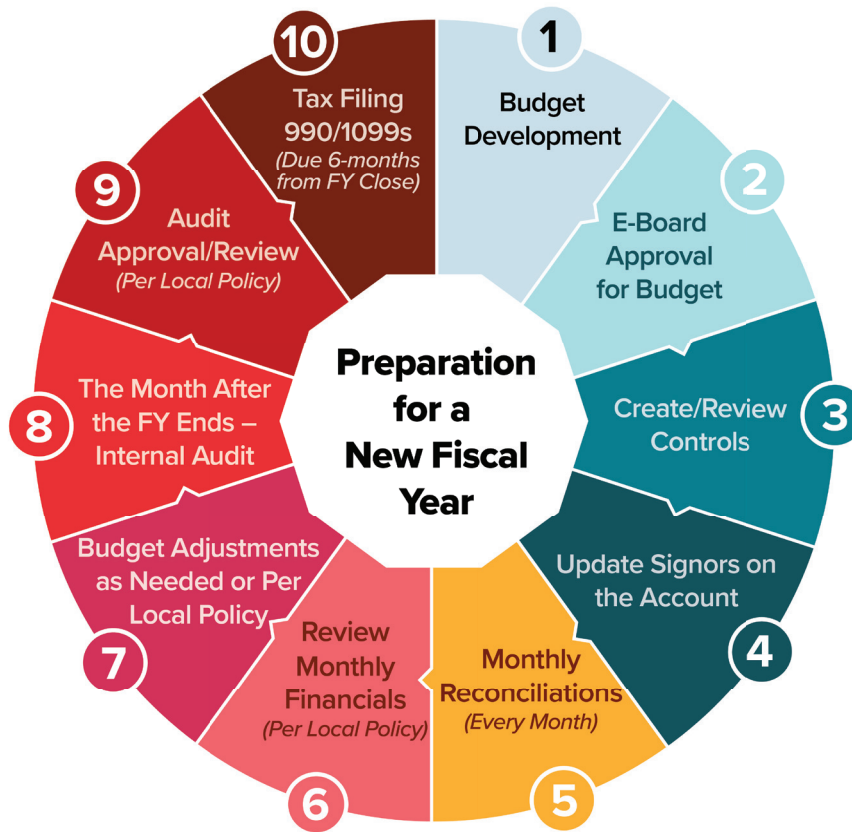 Preparation
for a
New Fiscal
Year
1
Budget
Development
2
E-Board
Approval
for Budget
3
Create/Review
Controls
4
Update Signors on
the Account
5
Monthly
Reconciliations
(Every Month)
6
Review
Monthly
Financials
(Per Local Policy)
7
Budget Adjustments
as Needed or Per
Local Policy
8
The Month After
the FY Ends –
Internal Audit
9
Audit
Approval/Review
(Per Local Policy)
10
Tax Filing
990/1099s
(Due 6-months
from FY Close)